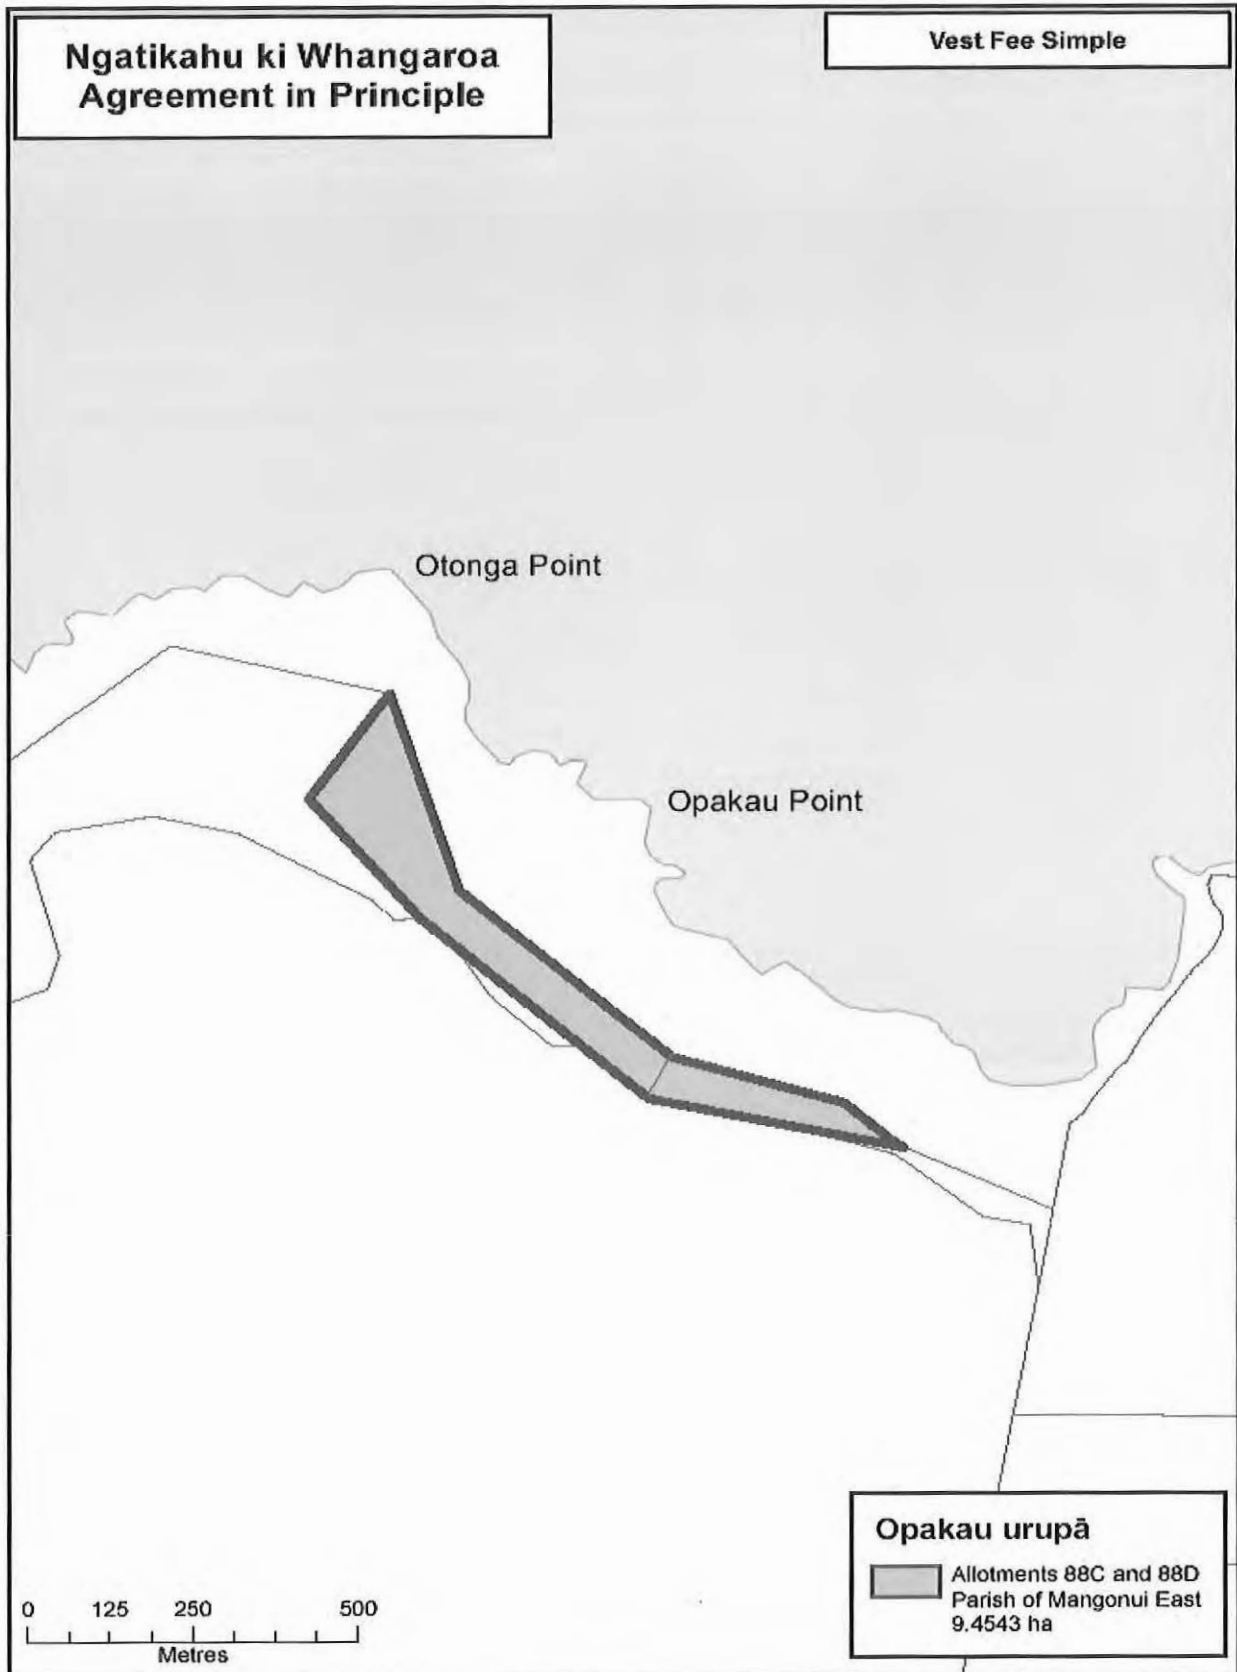 Ngatikahu ki Whangaroa
Agreement in Principle
Vest Fee Simple
Otonga Point
Opakau Point
Opakau urupā
Allotments 88C and 88D
Parish of Mangonui East
9.4543 ha
0 125 250 500
Metres